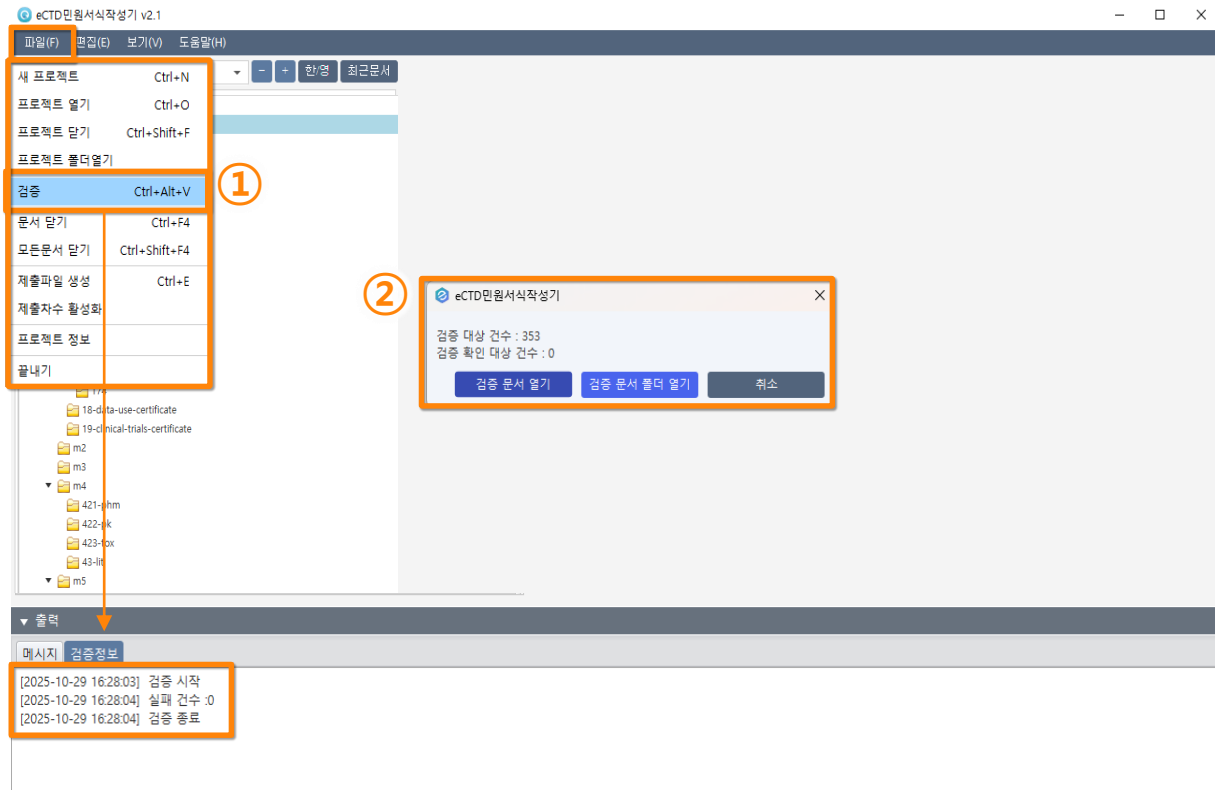 eCTD민원서식작성기 v2.1
파일(F) 편집(E) 보기(V) 도움말(H)
새 프로젝트 Ctrl+N
프로젝트 열기 Ctrl+O
프로젝트 닫기 Ctrl+Shift+F
프로젝트 폴더열기
검증 Ctrl+Alt+V
문서 닫기 Ctrl+F4
모든문서 닫기 Ctrl+Shift+F4
제출파일 생성 Ctrl+E
제출차수 활성화
프로젝트 정보
끝내기
- + 한/영 최근문서
①
②
eCTD민원서식작성기
검증 대상 건수 : 353
검증 확인 대상 건수 : 0
검증 문서 열기 검증 문서 폴더 열기 취소
174
18-data-use-certificate
19-clinical-trials-certificate
m2
m3
m4
421-phm
422-pk
423-tox
43-lit
m5
출력
메시지 검증정보
[2025-10-29 16:28:03] 검증 시작
[2025-10-29 16:28:04] 실패 건수 :0
[2025-10-29 16:28:04] 검증 종료